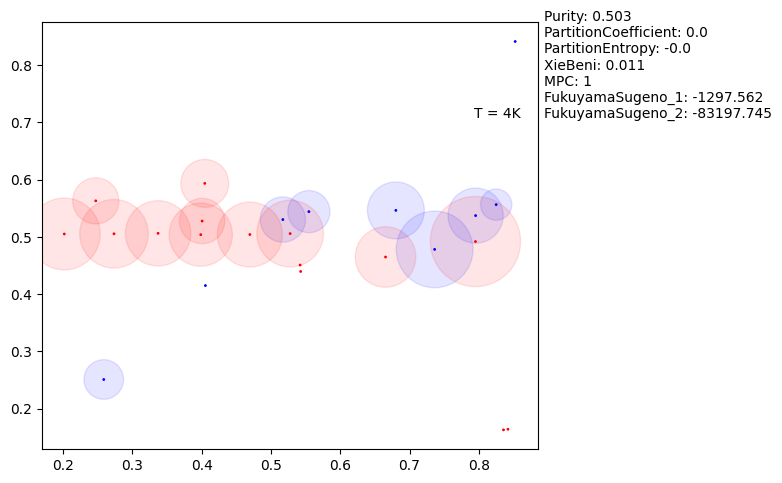 Purity: 0.503
PartitionCoefficient: 0.0
PartitionEntropy: -0.0
XieBeni: 0.011
MPC: 1
FukuyamaSugeno_1: -1297.562
FukuyamaSugeno_2: -83197.745
T = 4K
0.8
0.7
0.6
0.5
0.4
0.3
0.2
0.2 0.3 0.4 0.5 0.6 0.7 0.8